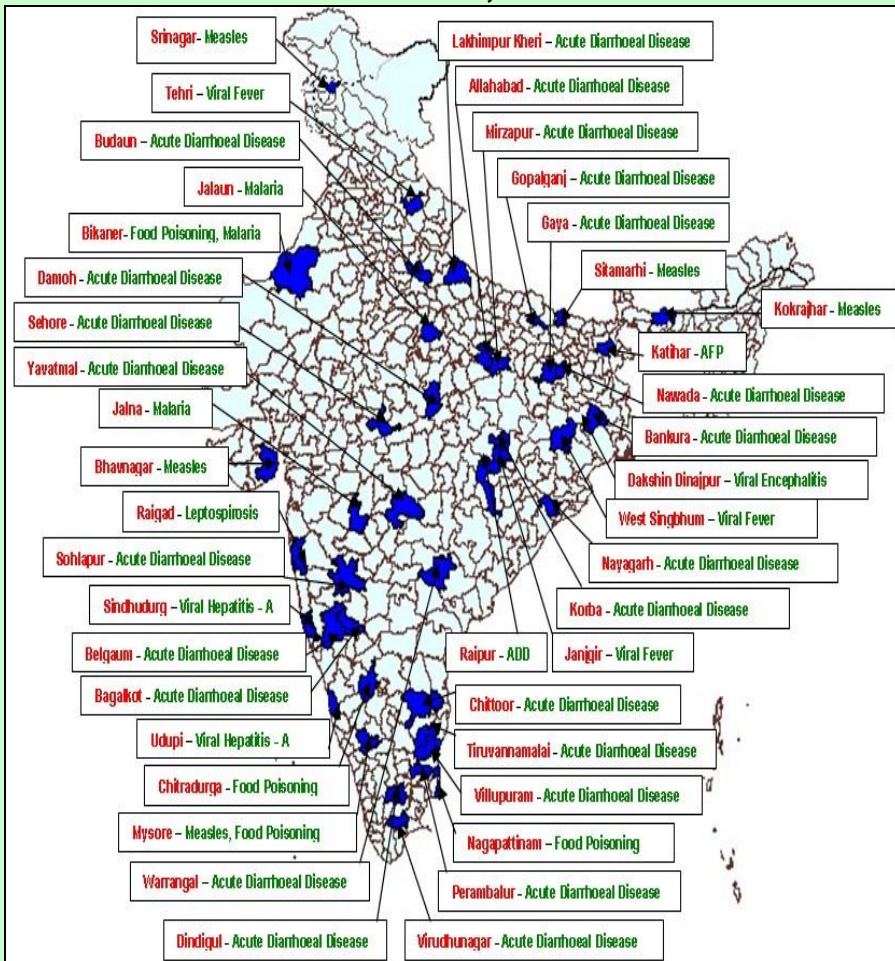 Srinagar- Measles
Tehri – Viral Fever
Budaun – Acute Diarrhoeal Disease
Jalaun - Malaria
Bikaner- Food Poisoning, Malaria
Damoh - Acute Diarrhoeal Disease
Sehore - Acute Diarrhoeal Disease
Yavatmal - Acute Diarrhoeal Disease
Jalna – Malaria
Bhavnagar - Measles
Raigad - Leptospirosis
Sohlapur - Acute Diarrhoeal Disease
Sindhudurg – Viral Hepatitis - A
Belgaum – Acute Diarrhoeal Disease
Bagalkot - Acute Diarrhoeal Disease
Udupi – Viral Hepatitis - A
Chitradurga - Food Poisoning
Mysore – Measles, Food Poisoning
Warrangal – Acute Diarrhoeal Disease
Dindigul - Acute Diarrhoeal Disease
Lakhimpur Kheri – Acute Diarrhoeal Disease
Allahabad - Acute Diarrhoeal Disease
Mirzapur - Acute Diarrhoeal Disease
Gopalganj – Acute Diarrhoeal Disease
Gaya - Acute Diarrhoeal Disease
Sitamarhi – Measles
Kokrajhar – Measles
Katihar - AFP
Nawada - Acute Diarrhoeal Disease
Bankura – Acute Diarrhoeal Disease
Dakshin Dinajpur – Viral Encephalitis
West Singbhum – Viral Fever
Nayagarh - Acute Diarrhoeal Disease
Korba - Acute Diarrhoeal Disease
Raipur - ADD
Janjgir – Viral Fever
Chittoor - Acute Diarrhoeal Disease
Tiruvannamalai - Acute Diarrhoeal Disease
Villupuram - Acute Diarrhoeal Disease
Nagapattinam – Food Poisoning
Perambalur - Acute Diarrhoeal Disease
Virudhunagar – Acute Diarrhoeal Disease